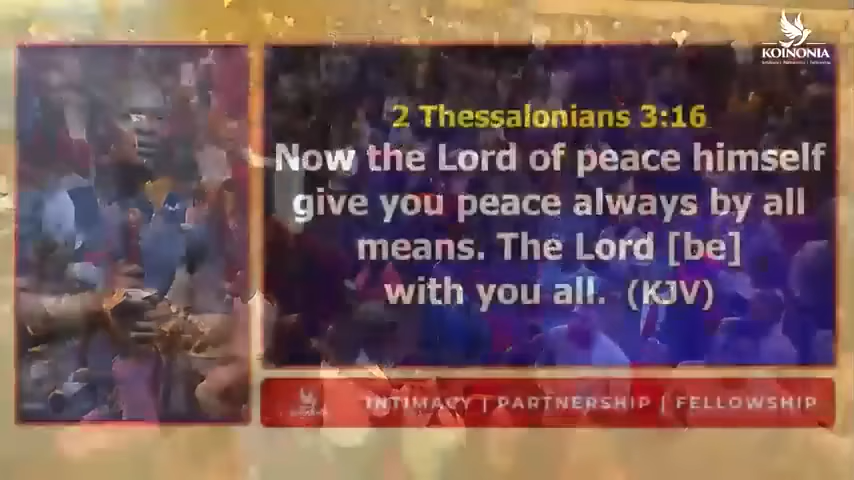 KOINONIA
2 Thessalonians 3:16
Now the Lord of peace himself
give you peace always by all
means. The Lord [be]
with you all. (KJV)
INTIMACY | PARTNERSHIP | FELLOWSHIP